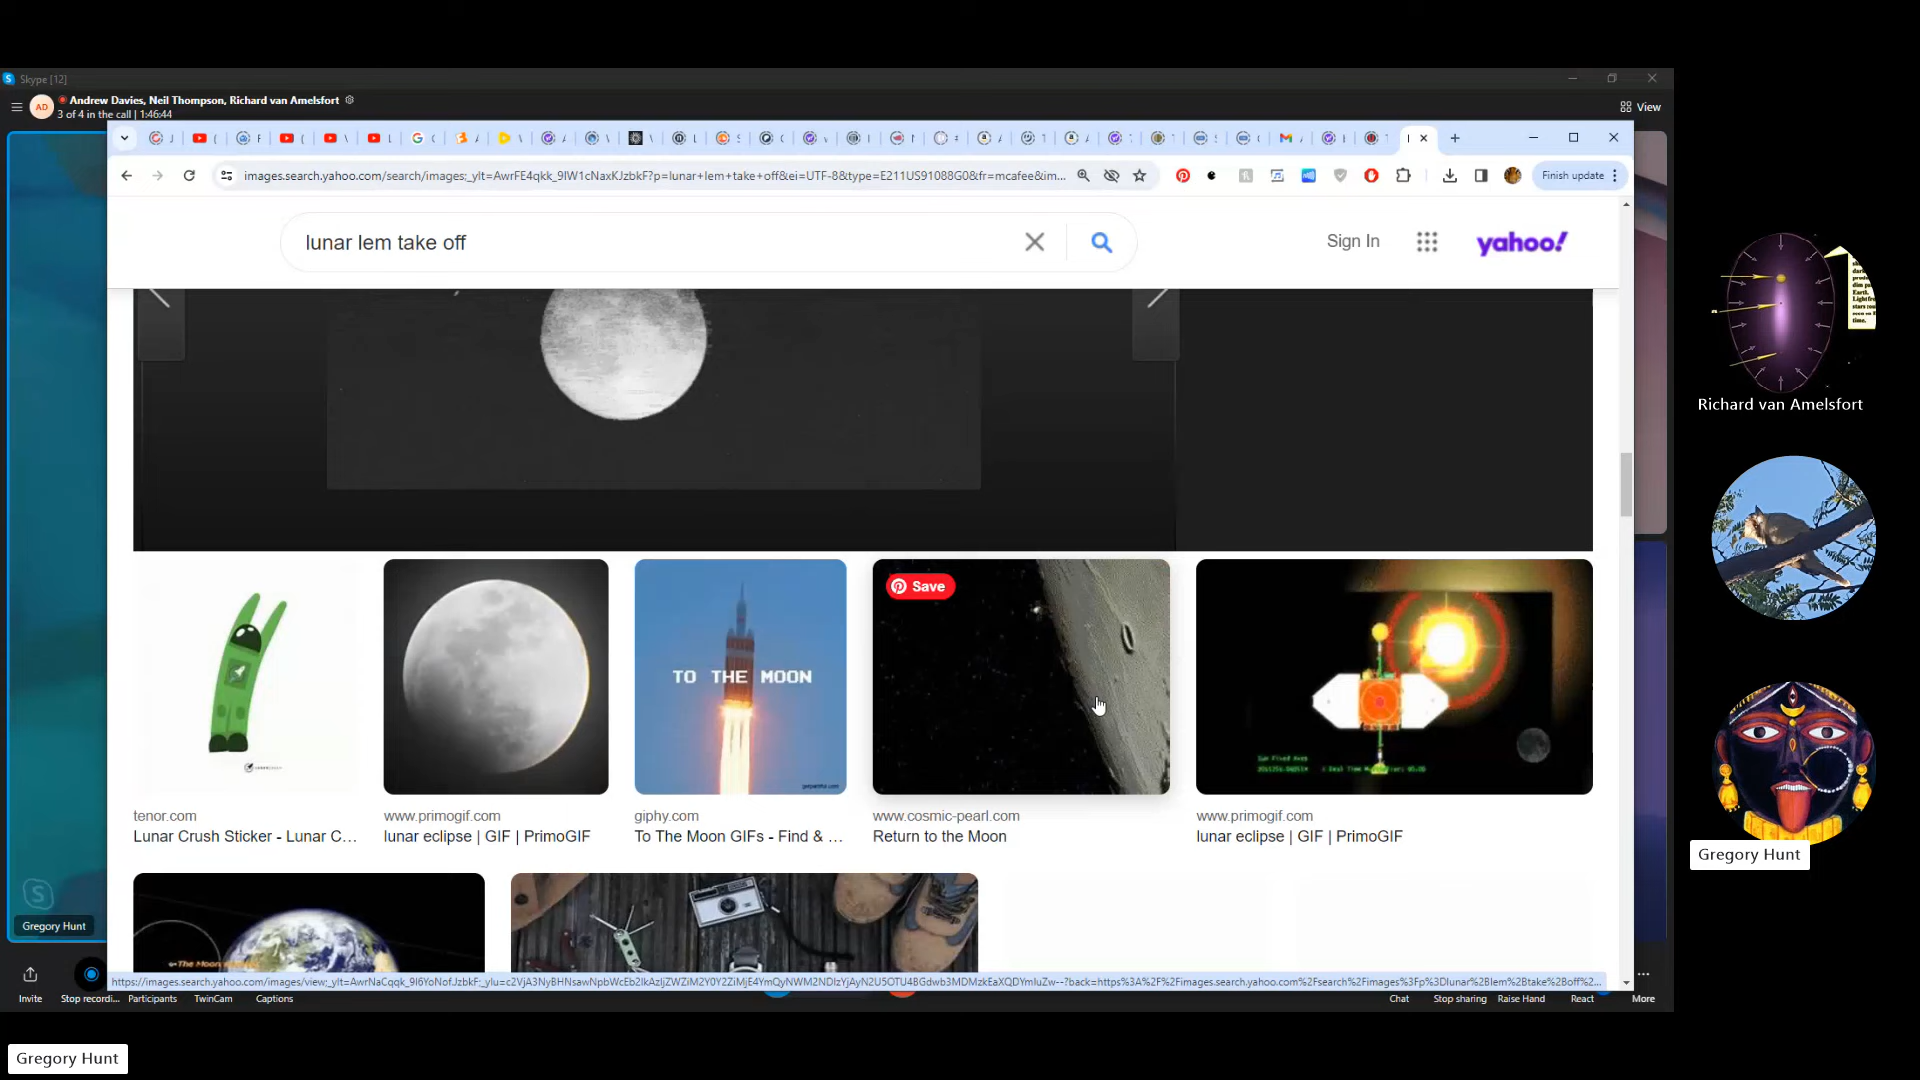 Skype [12]
Andrew Davies, Neil Thompson, Richard van Amelsfort
3 of 4 in the call | 1:46:44
View
AD
images.search.yahoo.com/search/images;_ylt=AwrFE4qkk_9lW1cNaxKJzbkF?p=lunar+lem+take+off&ei=UTF-8&type=E211US91088G0&fr=mcafee&im...
Finish update
lunar lem take off
Sign In
yahoo!
Save
TO THE MOON
tenor.com
Lunar Crush Sticker - Lunar C...
www.primogif.com
lunar eclipse | GIF | PrimoGIF
giphy.com
To The Moon GIFs - Find & ...
www.cosmic-pearl.com
Return to the Moon
www.primogif.com
lunar eclipse | GIF | PrimoGIF
The Moon
Richard van Amelsfort
Gregory Hunt
Gregory Hunt
Invite
Stop recordi...
Participants
TwinCam
Captions
Chat
Stop sharing
Raise Hand
React
More
Gregory Hunt